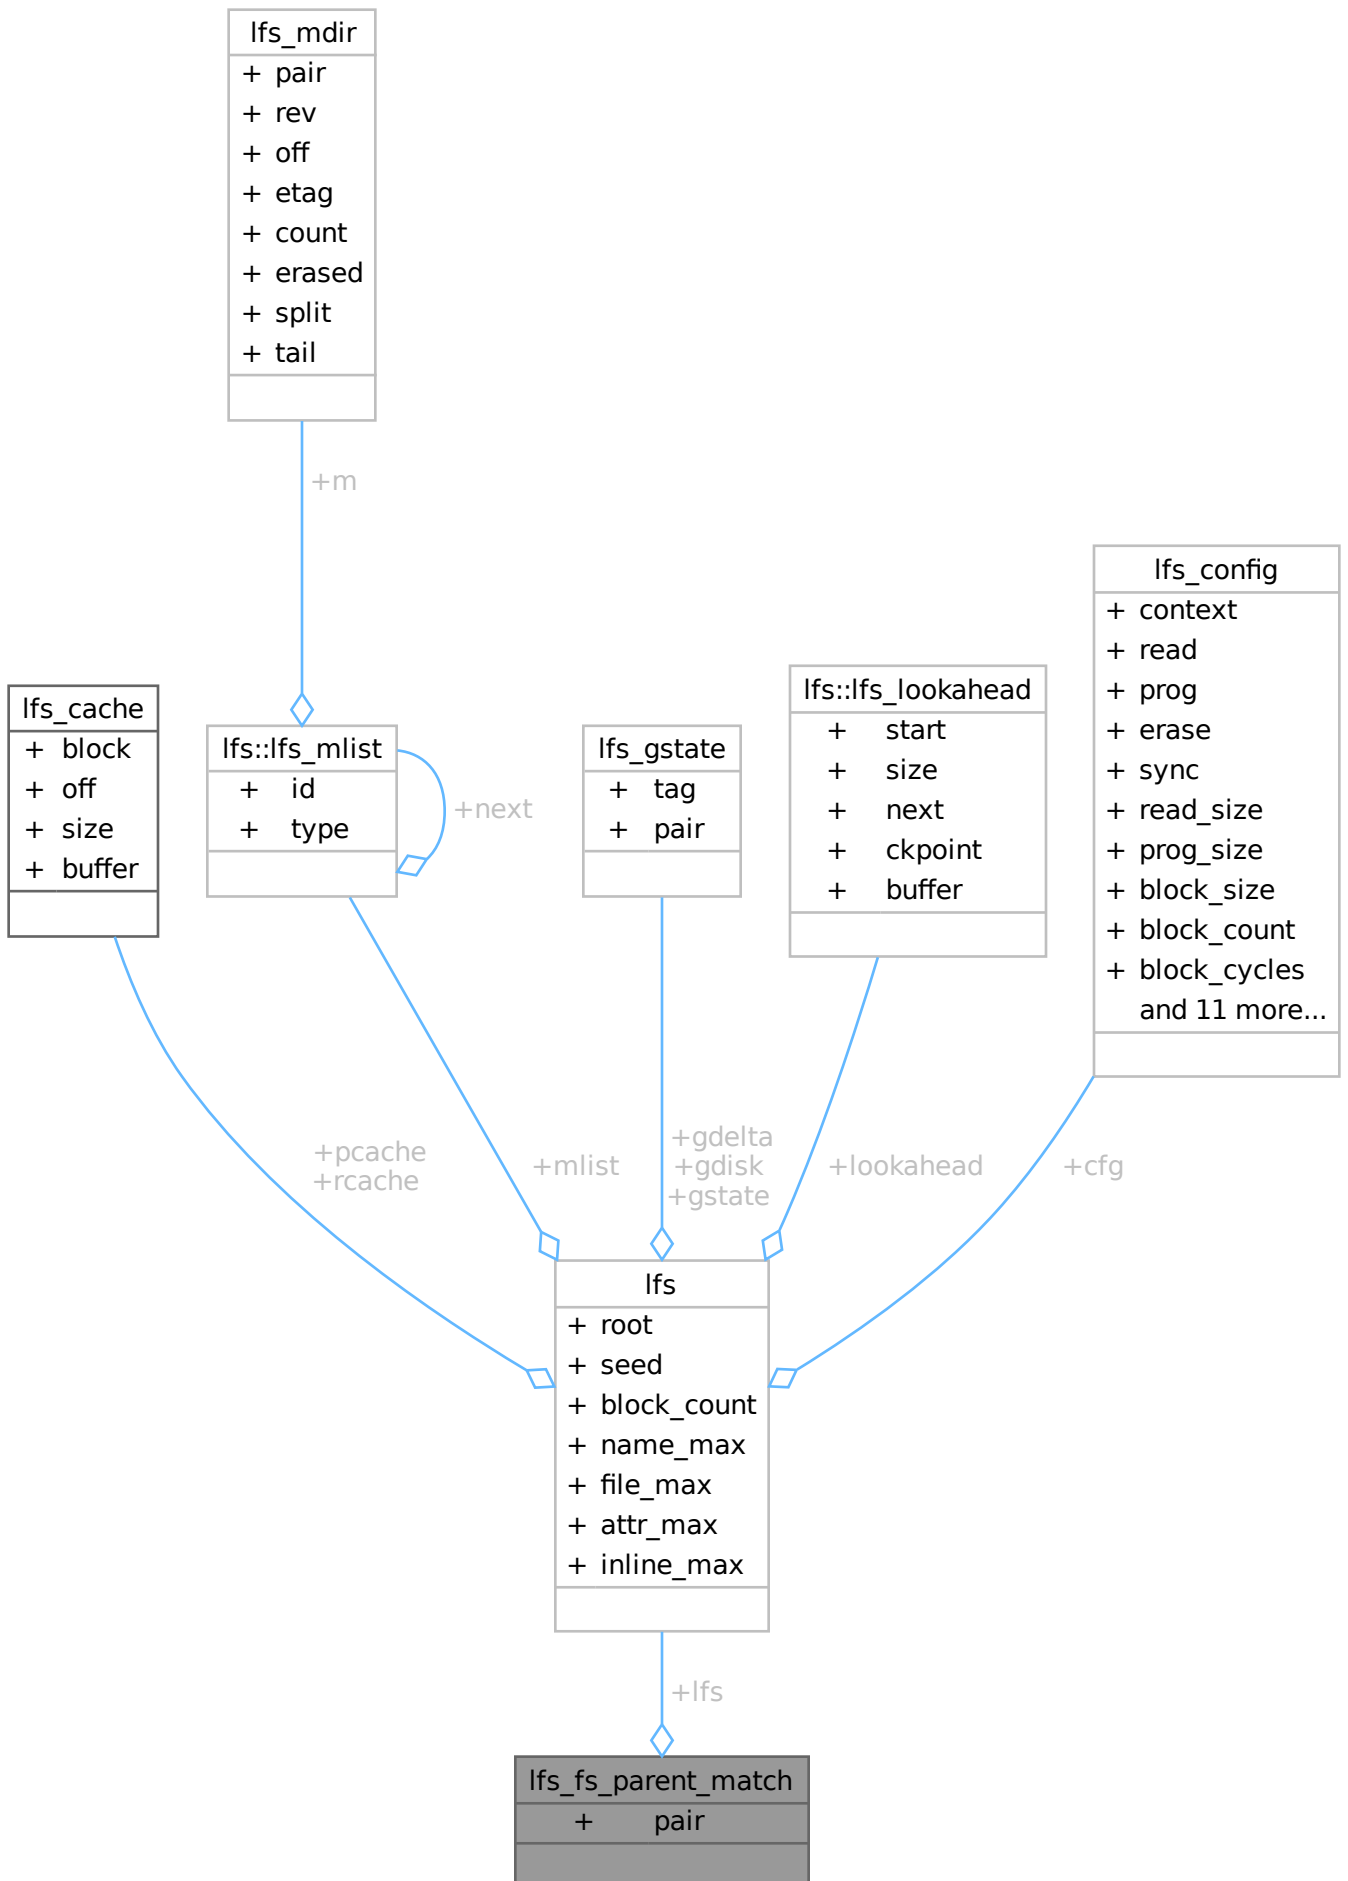 lfs_mdir
+ pair
+ rev
+ off
+ etag
+ count
+ erased
+ split
+ tail
+m
lfs_cache
+ block
+ off
+ size
+ buffer
lfs::lfs_mlist
+ id
+ type
+next
lfs_gstate
+ tag
+ pair
lfs::lfs_lookahead
+ start
+ size
+ next
+ ckpoint
+ buffer
lfs_config
+ context
+ read
+ prog
+ erase
+ sync
+ read_size
+ prog_size
+ block_size
+ block_count
+ block_cycles
and 11 more...
+pcache
+rcache
+mlist
+gdelta
+gdisk
+gstate
+lookahead
+cfg
lfs
+ root
+ seed
+ block_count
+ name_max
+ file_max
+ attr_max
+ inline_max
+lfs
lfs_fs_parent_match
+ pair